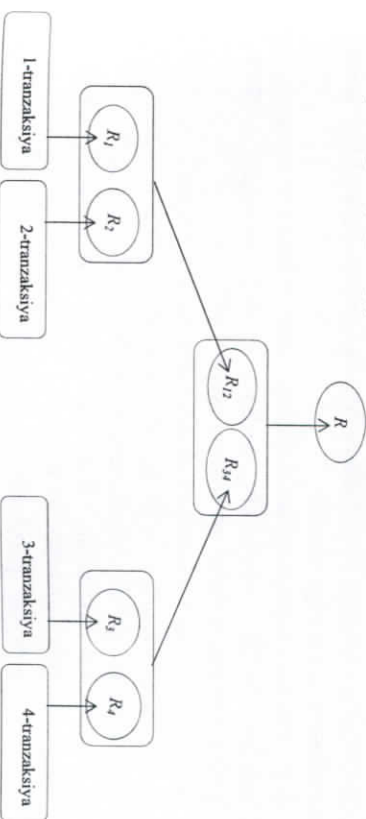 R
R12
R34
R1
R2
R3
R4
1-tranzaksiya
2-tranzaksiya
3-tranzaksiya
4-tranzaksiya